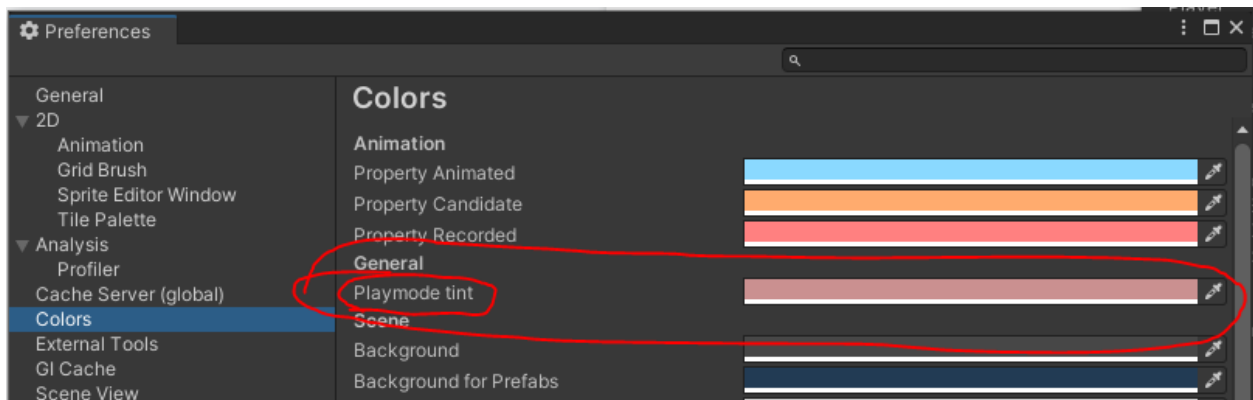 Preferences
General
2D
Animation
Grid Brush
Sprite Editor Window
Tile Palette
Analysis
Profiler
Cache Server (global)
Colors
External Tools
GI Cache
Scene View
Colors
Animation
Property Animated
Property Candidate
Property Recorded
General
Playmode tint
Scene
Background
Background for Prefabs